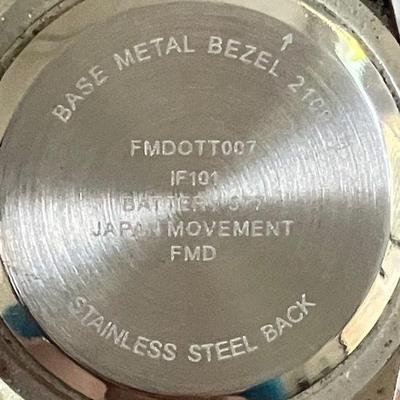 BASE METAL BEZEL
FMDOTT007
IF101
JAPAN MOVEMENT
FMD
STAINLESS STEEL BACK